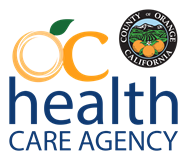 OC
COUNTY OF ORANGE
CALIFORNIA
health
CARE AGENCY